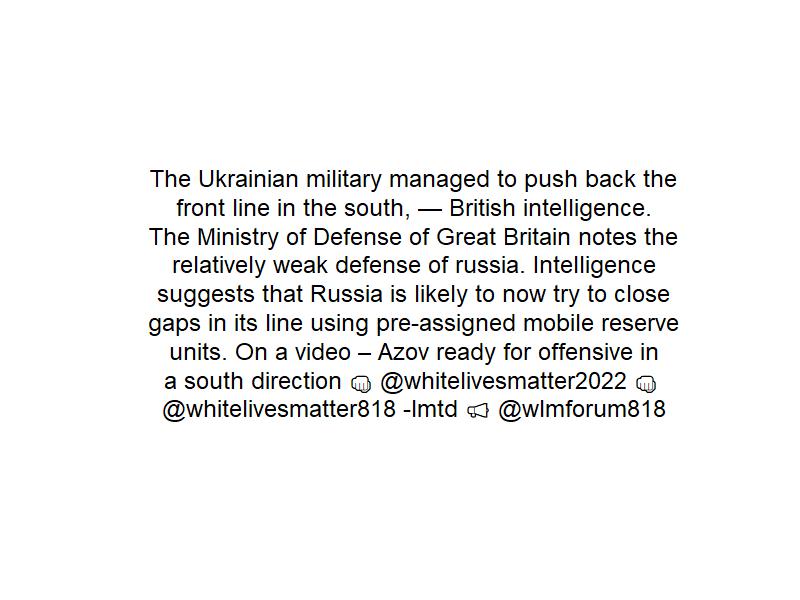 The Ukrainian military managed to push back the
front line in the south, — British intelligence.
The Ministry of Defense of Great Britain notes the
relatively weak defense of russia. Intelligence
suggests that Russia is likely to now try to close
gaps in its line using pre-assigned mobile reserve
units. On a video – Azov ready for offensive in
a south direction 👊 @whitelivesmatter2022 👊
@whitelivesmatter818 -lmtd 📢 @wlmforum818